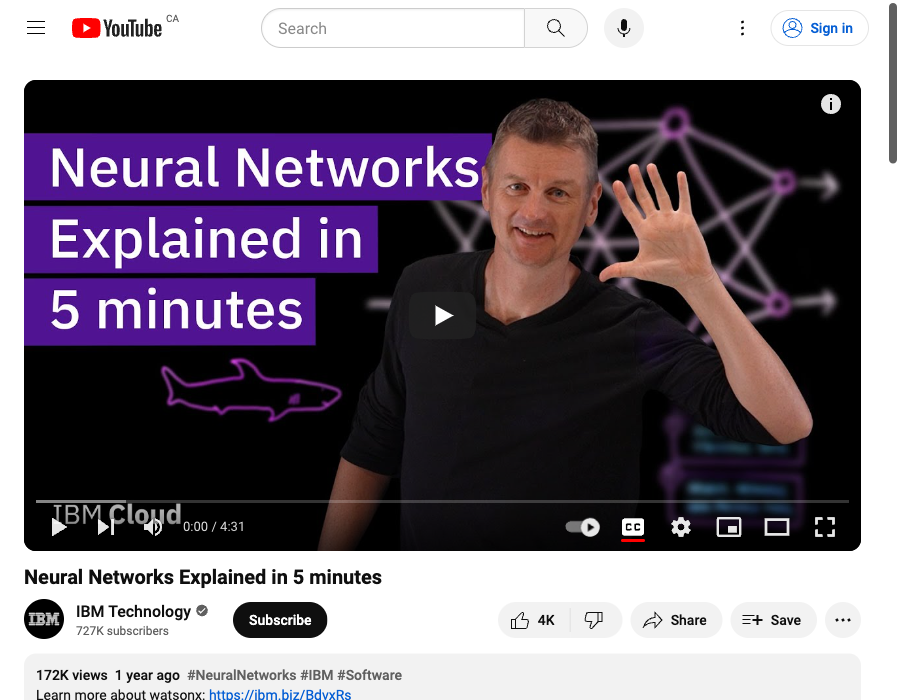 YouTube CA
Search
Sign in
Neural Networks
Explained in
5 minutes
IBM Cloud
0:00 / 4:31
CC
Neural Networks Explained in 5 minutes
IBM
IBM Technology
727K subscribers
Subscribe
4K
Share
Save
172K views 1 year ago #NeuralNetworks #IBM #Software
Learn more about watsonx: https://ibm.biz/BdvxRs